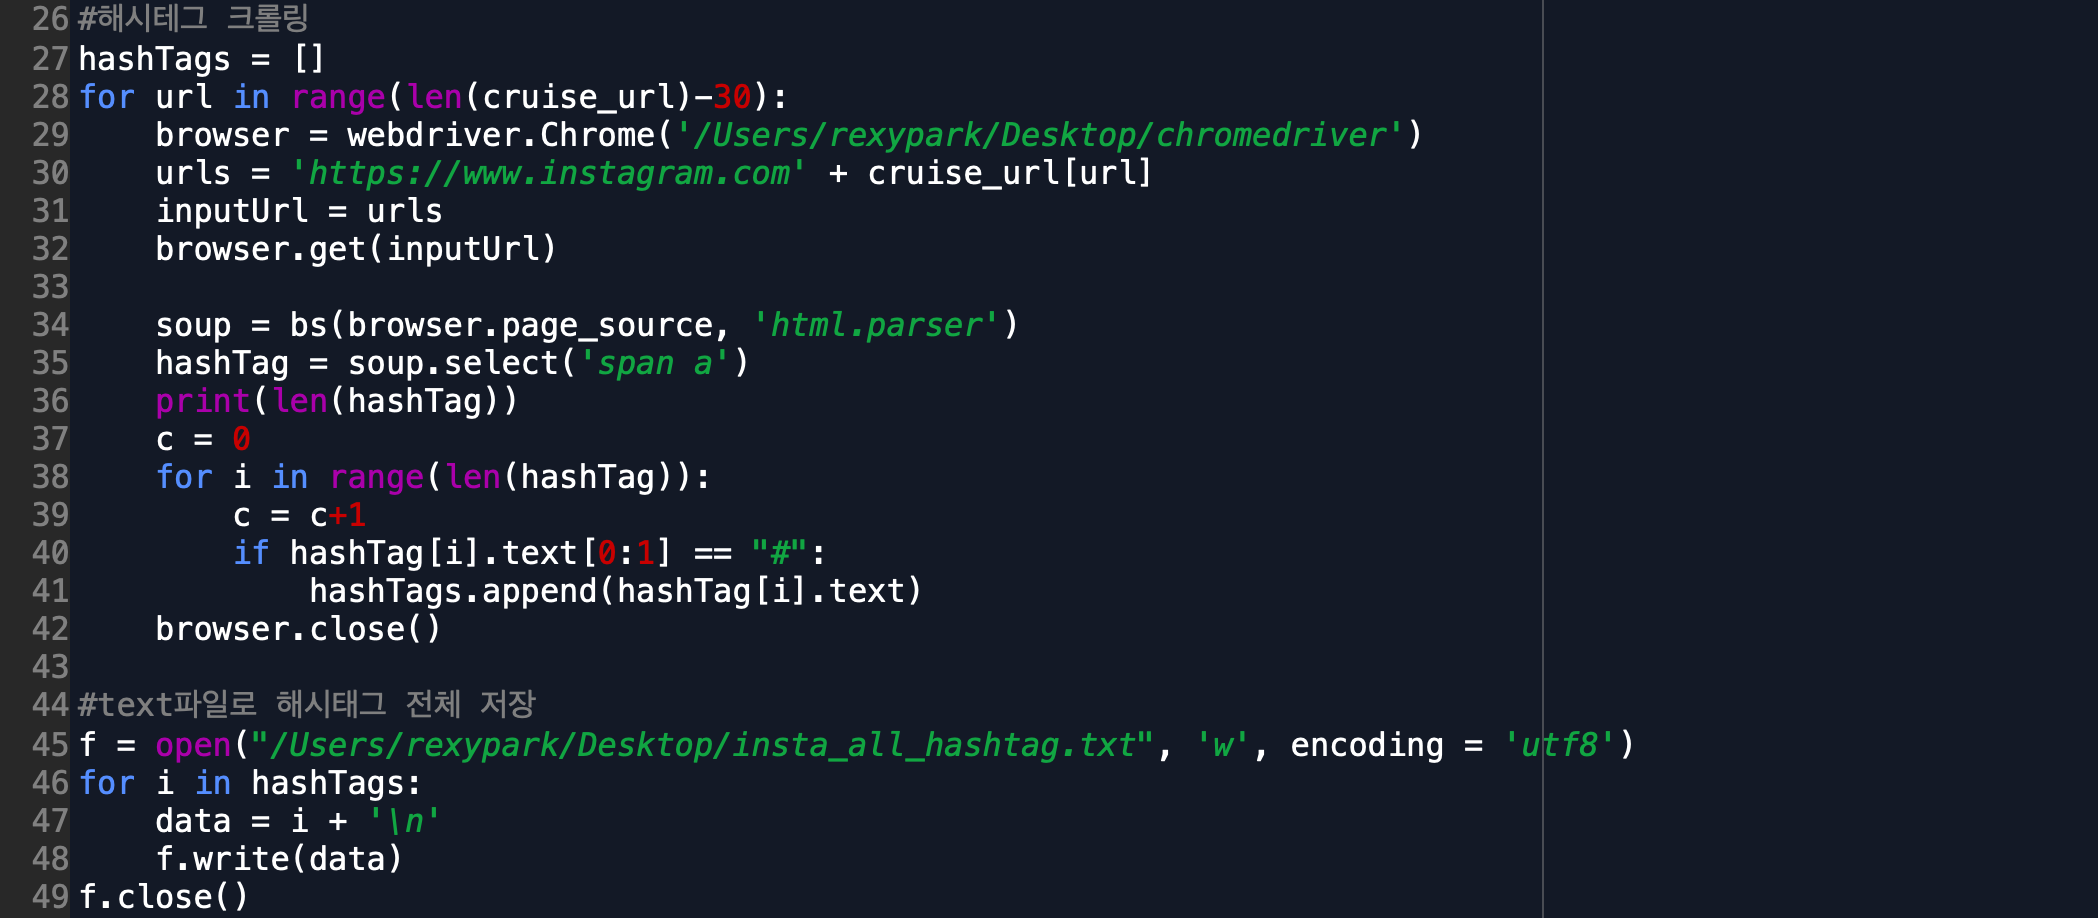 26 #해시테그 크롤링
27 hashTags = []
28 for url in range(len(cruise_url)-30):
29     browser = webdriver.Chrome('/Users/rexypark/Desktop/chromedriver')
30     urls = 'https://www.instagram.com' + cruise_url[url]
31     inputUrl = urls
32     browser.get(inputUrl)
33
34     soup = bs(browser.page_source, 'html.parser')
35     hashTag = soup.select('span a')
36     print(len(hashTag))
37     c = 0
38     for i in range(len(hashTag)):
39         c = c+1
40         if hashTag[i].text[0:1] == "#":
41             hashTags.append(hashTag[i].text)
42     browser.close()
43
44 #text파일로 해시태그 전체 저장
45 f = open("/Users/rexypark/Desktop/insta_all_hashtag.txt", 'w', encoding = 'utf8')
46 for i in hashTags:
47     data = i + '\n'
48     f.write(data)
49 f.close()